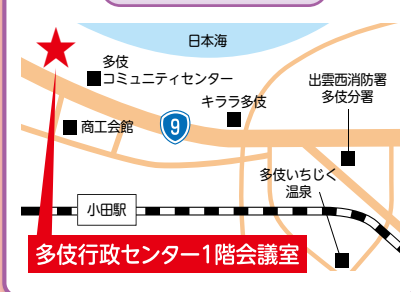 日本海
多伎
コミュニティセンター
出雲西消防署
多伎分署
キララ多伎
商工会館
9
多伎いちじく
温泉
小田駅
多伎行政センター1階会議室